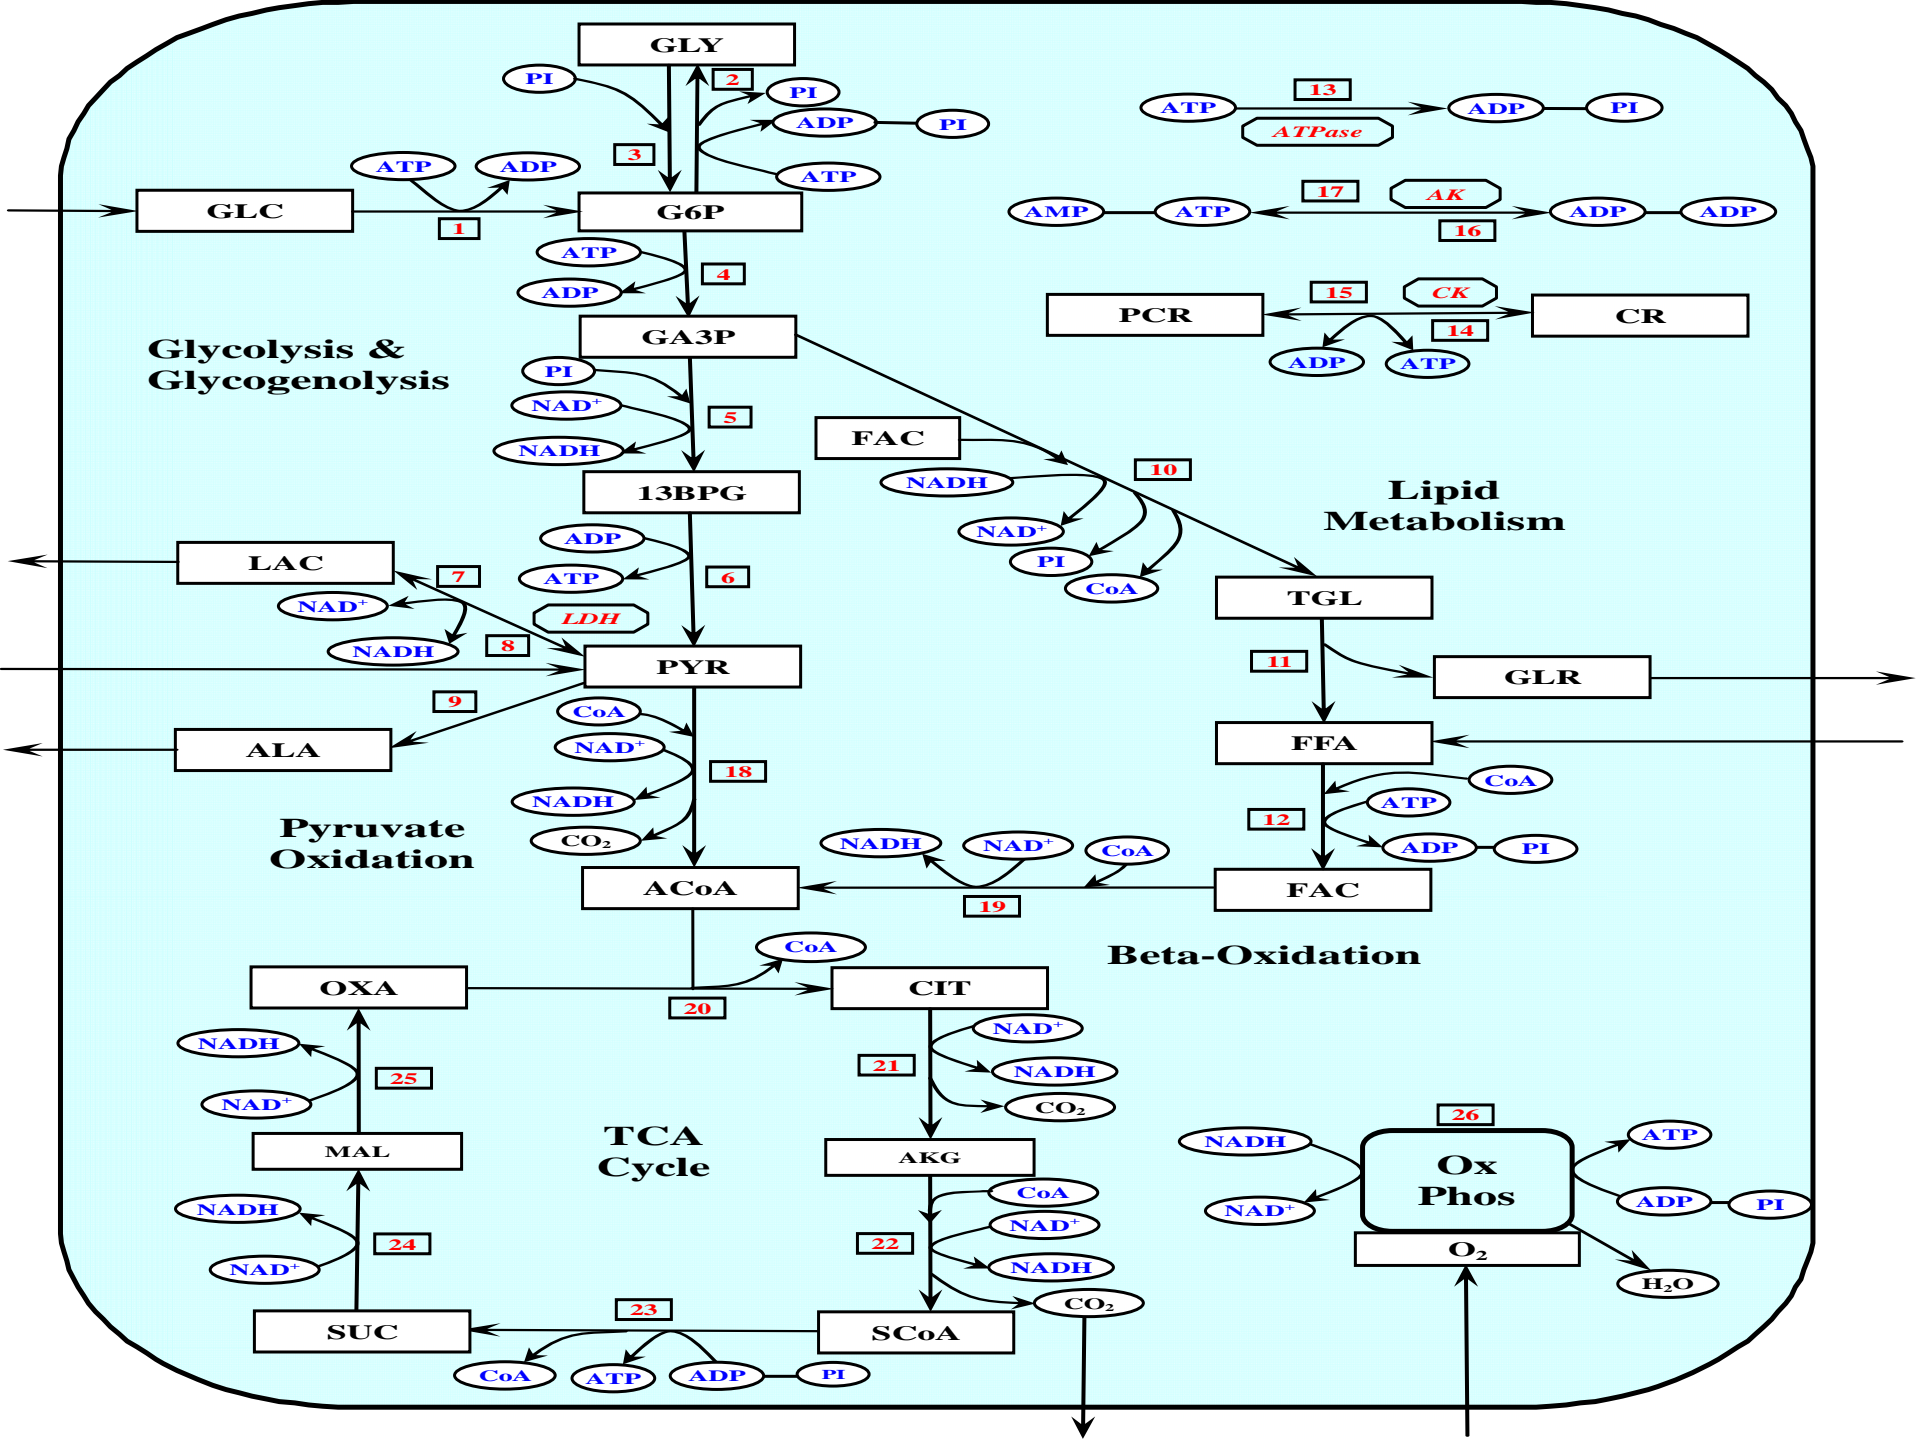 GLY
PI
2
PI
ADP
PI
3
ATP
ATP
ADP
GLC
1
G6P
13
ATP
ADP
PI
ATPase
17
AK
AMP
ATP
ADP
ADP
16
ATP
4
ADP
15
CK
PCR
CR
14
ADP
ATP
Glycolysis &
Glycogenolysis
GA3P
PI
NAD⁺
5
NADH
FAC
10
NADH
NAD⁺
PI
CoA
Lipid
Metabolism
13BPG
ADP
6
ATP
LAC
7
NAD⁺
LDH
8
NADH
PYR
TGL
11
GLR
9
ALA
CoA
NAD⁺
18
NADH
CO₂
FFA
CoA
ATP
12
ADP
PI
Pyruvate
Oxidation
NADH
NAD⁺
CoA
ACoA
19
FAC
Beta-Oxidation
CoA
OXA
20
CIT
NADH
25
NAD⁺
NAD⁺
21
NADH
CO₂
TCA
Cycle
MAL
AKG
NADH
24
NAD⁺
CoA
NAD⁺
22
NADH
CO₂
SUC
23
SCoA
CoA
ATP
ADP
PI
26
NADH
NAD⁺
Ox
Phos
ATP
ADP
PI
O₂
H₂O